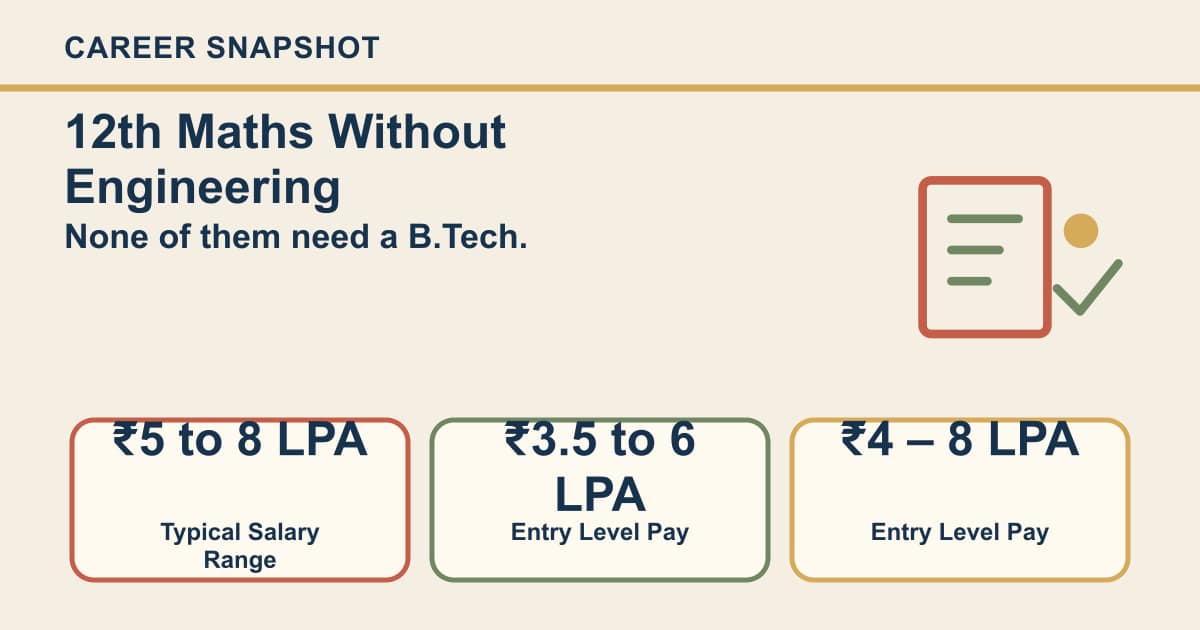 CAREER SNAPSHOT
12th Maths Without
Engineering
None of them need a B.Tech.
₹5 to 8 LPA
Typical Salary
Range
₹3.5 to 6
LPA
Entry Level Pay
₹4 – 8 LPA
Entry Level Pay